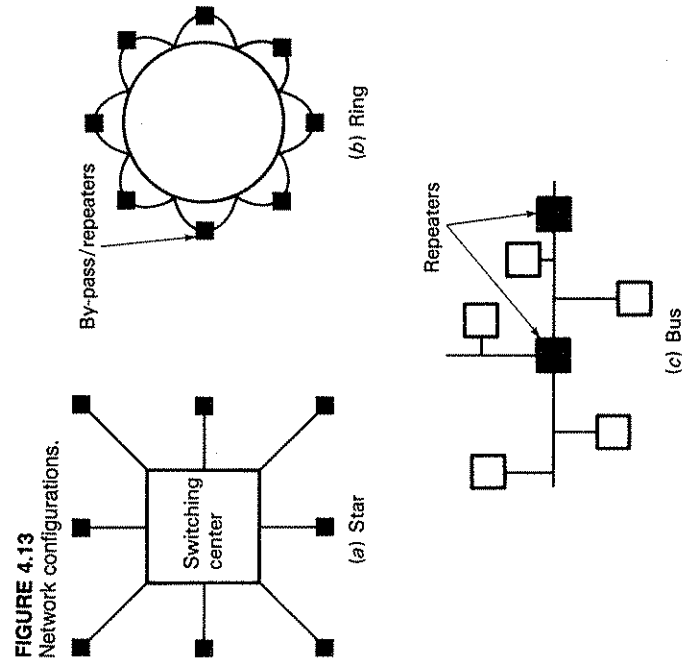 FIGURE 4.13
Network configurations.
Switching
center
(a) Star
By-pass/repeaters
(b) Ring
Repeaters
(c) Bus